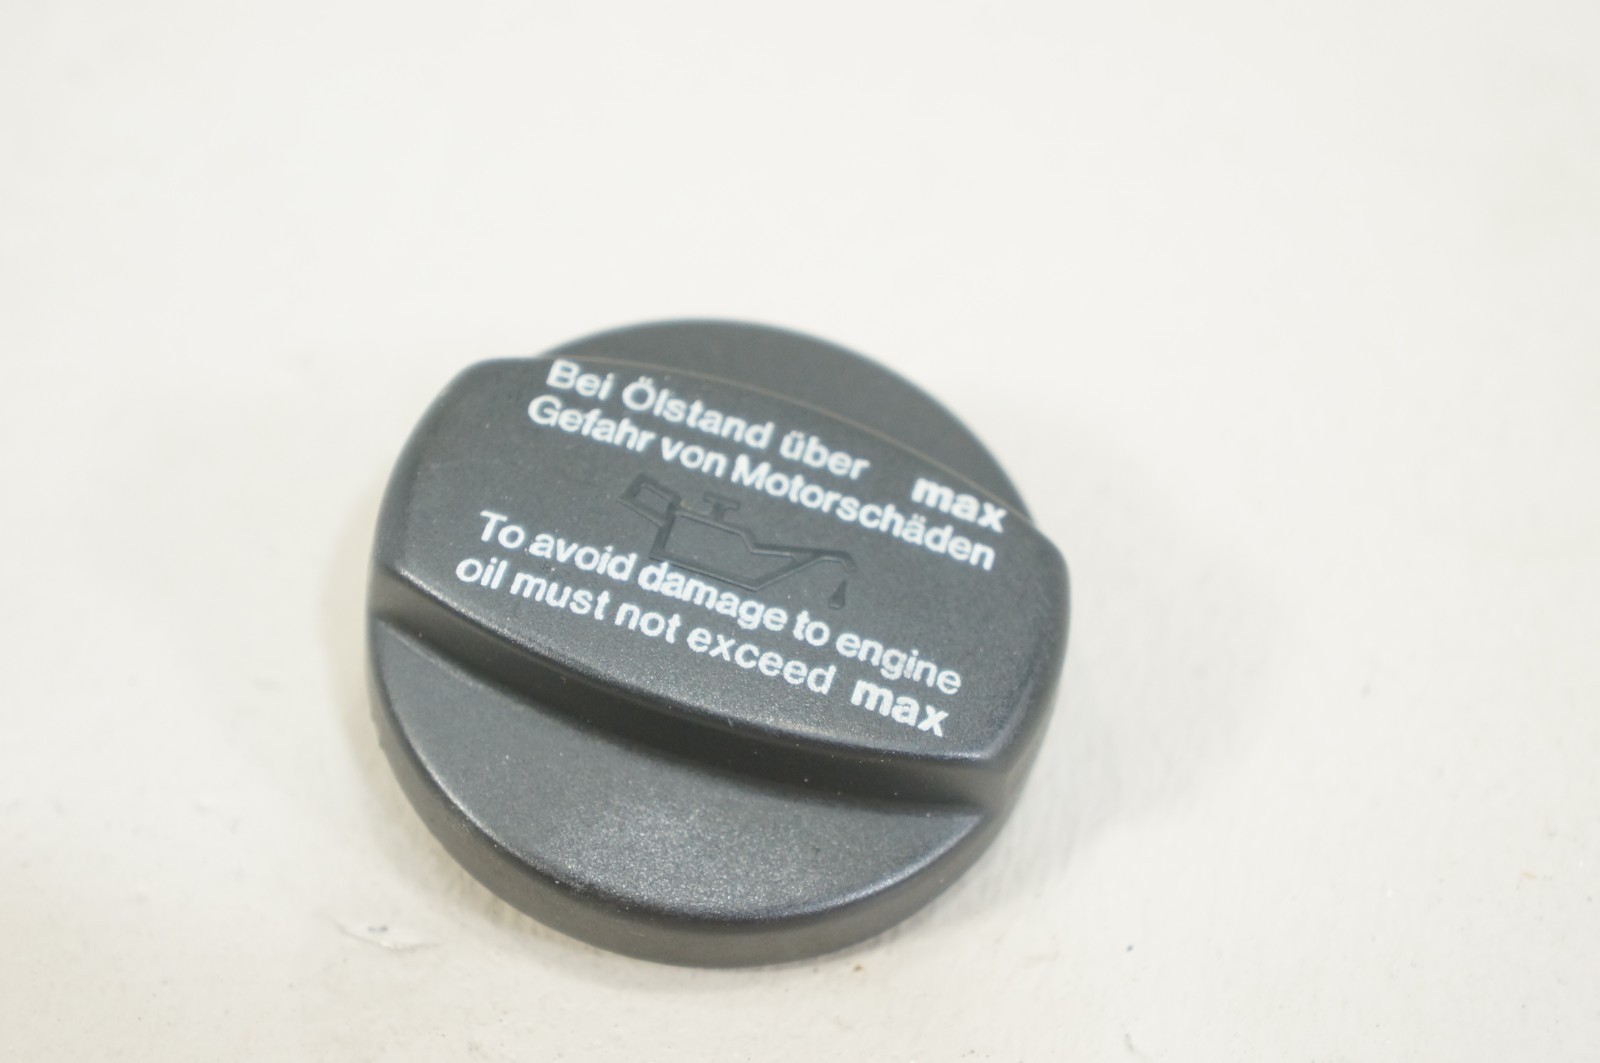 Bei Ölstand über max
Gefahr von Motorschäden
To avoid damage to engine
oil must not exceed max